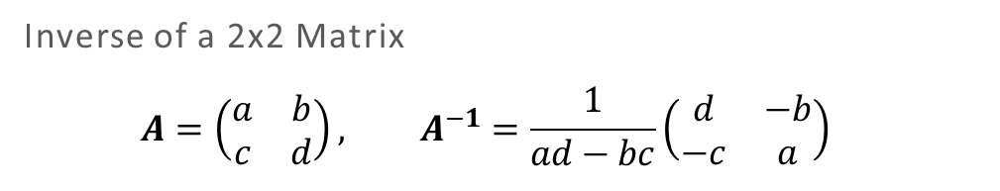 Inverse of a 2x2 Matrix
A = (a b c d), A⁻¹ = 1/(ad − bc) (d −b −c a)